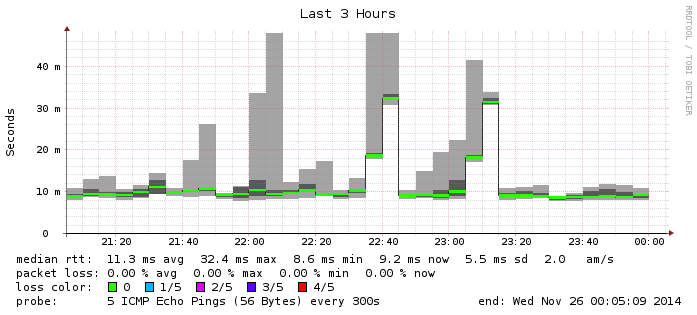 Last 3 Hours
RRDTOOL / TOBI OETIKER
Seconds
40 m
30 m
20 m
10 m
0
21:20 21:40 22:00 22:20 22:40 23:00 23:20 23:40 00:00
median rtt: 11.3 ms avg 32.4 ms max 8.6 ms min 9.2 ms now 5.5 ms sd 2.0 am/s
packet loss: 0.00 % avg 0.00 % max 0.00 % min 0.00 % now
loss color: 0 1/5 2/5 3/5 4/5
probe: 5 ICMP Echo Pings (56 Bytes) every 300s end: Wed Nov 26 00:05:09 2014